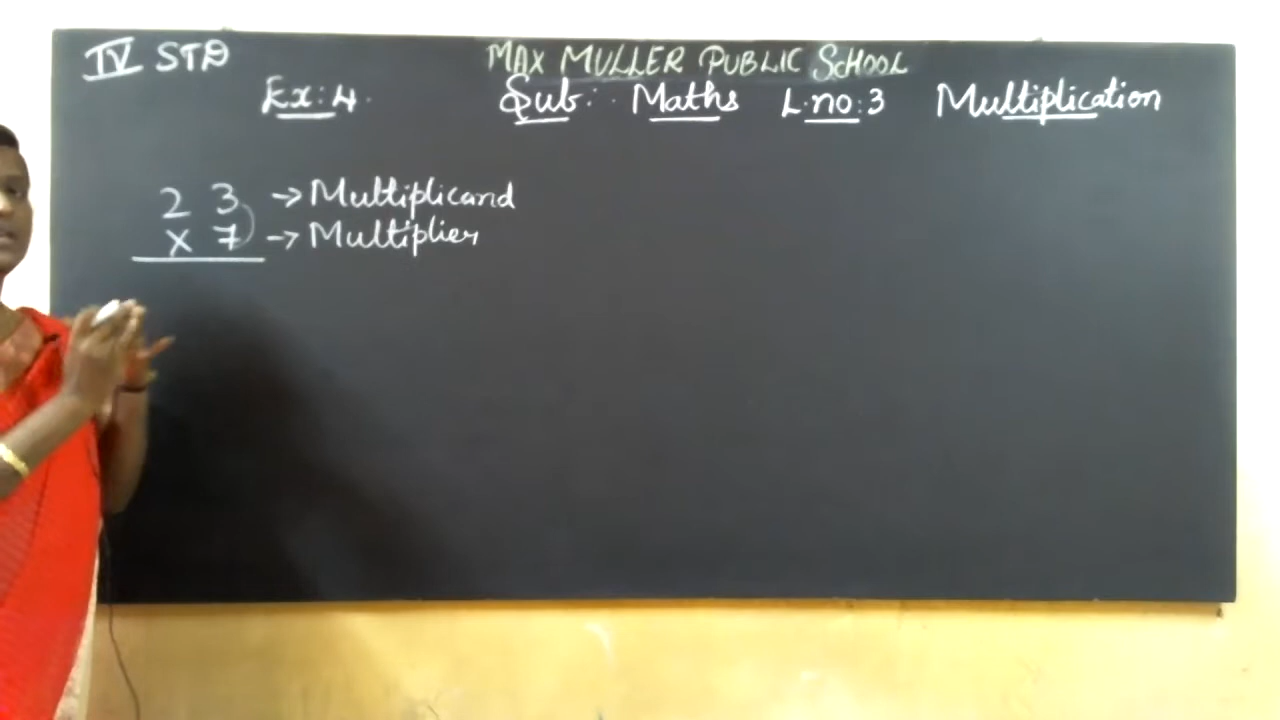 IV STD MAX MULLER PUBLIC SCHOOL
Ex:4. Sub: Maths L.no:3 Multiplication
2 3 → Multiplicand
x 7 → Multiplier